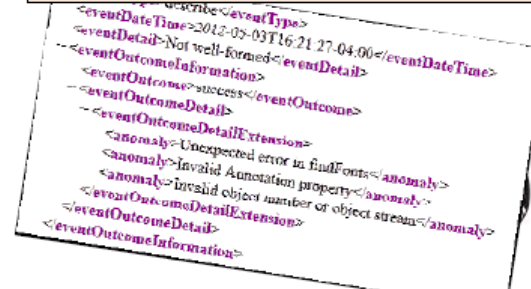 describe</eventType>
<eventDateTime>2012-05-03T16:21:27-04:00</eventDateTime>
<eventDetail>Not well-formed</eventDetail>
-<eventOutcomeInformation>
<eventOutcome>success</eventOutcome>
-<eventOutcomeDetail>
-<eventOutcomeDetailExtension>
<anomaly>Unexpected error in findFonts</anomaly>
<anomaly>Invalid Annotation property</anomaly>
<anomaly>Invalid object number or object stream</anomaly>
</eventOutcomeDetailExtension>
</eventOutcomeDetail>
</eventOutcomeInformation>